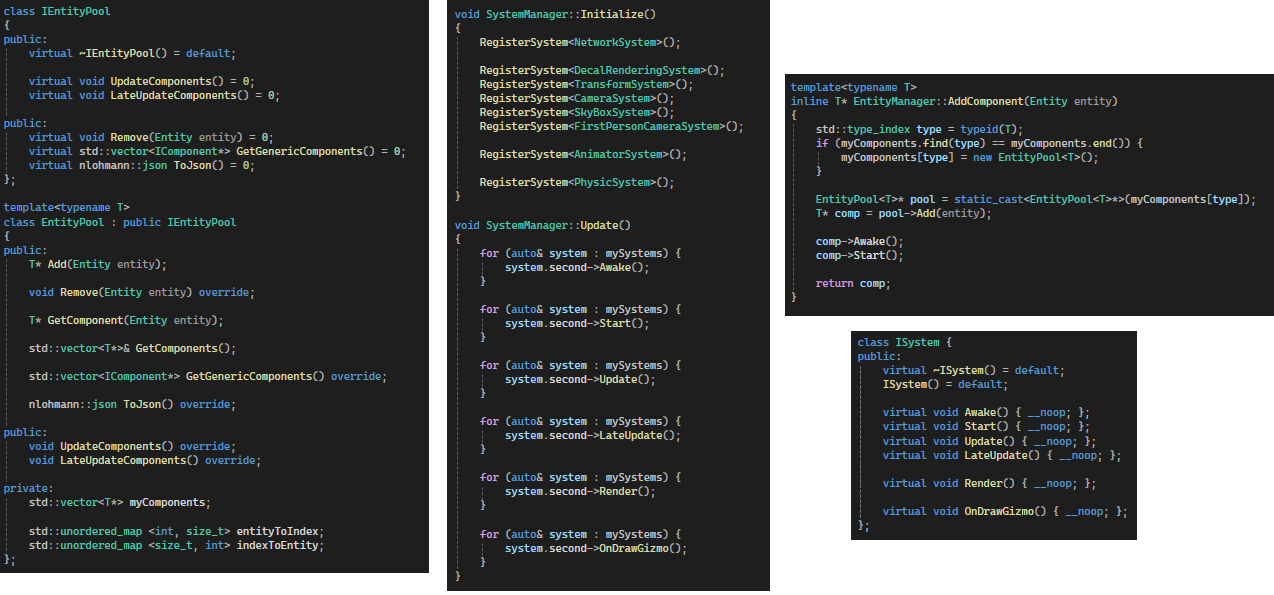 class IEntityPool
{
public:
    virtual ~IEntityPool() = default;

    virtual void UpdateComponents() = 0;
    virtual void LateUpdateComponents() = 0;

public:
    virtual void Remove(Entity entity) = 0;
    virtual std::vector<IComponent*> GetGenericComponents() = 0;
    virtual nlohmann::json ToJson() = 0;
};

template<typename T>
class EntityPool : public IEntityPool
{
public:
    T* Add(Entity entity);

    void Remove(Entity entity) override;

    T* GetComponent(Entity entity);

    std::vector<T*>& GetComponents();

    std::vector<IComponent*> GetGenericComponents() override;

    nlohmann::json ToJson() override;

public:
    void UpdateComponents() override;
    void LateUpdateComponents() override;

private:
    std::vector<T*> myComponents;

    std::unordered_map <int, size_t> entityToIndex;
    std::unordered_map <size_t, int> indexToEntity;
};

void SystemManager::Initialize()
{
    RegisterSystem<NetworkSystem>();

    RegisterSystem<DecalRenderingSystem>();
    RegisterSystem<TransformSystem>();
    RegisterSystem<CameraSystem>();
    RegisterSystem<SkyBoxSystem>();
    RegisterSystem<FirstPersonCameraSystem>();

    RegisterSystem<AnimatorSystem>();

    RegisterSystem<PhysicSystem>();
}

void SystemManager::Update()
{
    for (auto& system : mySystems) {
        system.second->Awake();
    }

    for (auto& system : mySystems) {
        system.second->Start();
    }

    for (auto& system : mySystems) {
        system.second->Update();
    }

    for (auto& system : mySystems) {
        system.second->LateUpdate();
    }

    for (auto& system : mySystems) {
        system.second->Render();
    }

    for (auto& system : mySystems) {
        system.second->OnDrawGizmo();
    }
}

template<typename T>
inline T* EntityManager::AddComponent(Entity entity)
{
    std::type_index type = typeid(T);
    if (myComponents.find(type) == myComponents.end()) {
        myComponents[type] = new EntityPool<T>();
    }

    EntityPool<T>* pool = static_cast<EntityPool<T>*>(myComponents[type]);
    T* comp = pool->Add(entity);

    comp->Awake();
    comp->Start();

    return comp;
}

class ISystem {
public:
    virtual ~ISystem() = default;
    ISystem() = default;

    virtual void Awake() { __noop; };
    virtual void Start() { __noop; };
    virtual void Update() { __noop; };
    virtual void LateUpdate() { __noop; };

    virtual void Render() { __noop; };

    virtual void OnDrawGizmo() { __noop; };
};